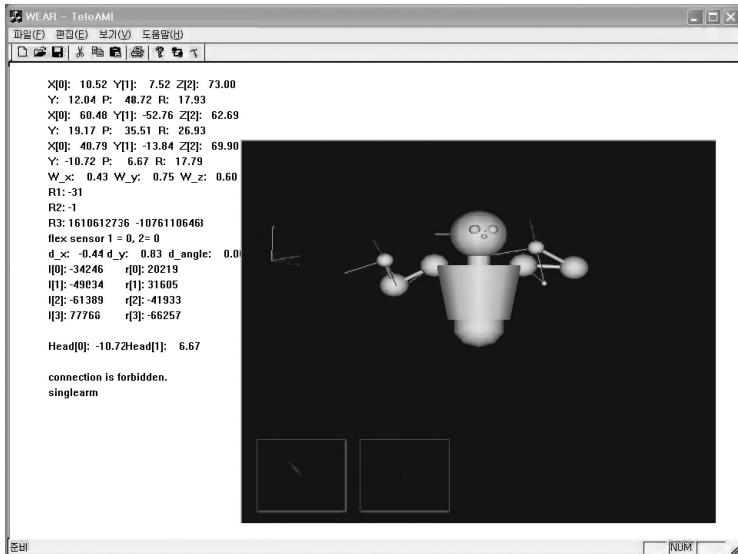 WEAR - TeleAMI
파일(F) 편집(E) 보기(V) 도움말(H)
X[0]: 10.52 Y[1]: 7.52 Z[2]: 73.00
Y: 12.04 P: 48.72 R: 17.93
X[0]: 60.48 Y[1]: -52.76 Z[2]: 62.69
Y: 19.17 P: 35.51 R: 26.93
X[0]: 40.79 Y[1]: -13.84 Z[2]: 69.90
Y: -10.72 P: 6.67 R: 17.79
W_x: 0.43 W_y: 0.75 W_z: 0.60
R1: -31
R2: -1
R3: 1610612736 -1076110646
flex sensor 1 = 0, 2= 0
d_x: -0.44 d_y: 0.83 d_angle: 0.0
l[0]: -34246 r[0]: 20219
l[1]: -49034 r[1]: 31605
l[2]: -61389 r[2]: -41933
l[3]: 77766 r[3]: -66257
Head[0]: -10.72Head[1]: 6.67
connection is forbidden.
singlearm
준비 NUM